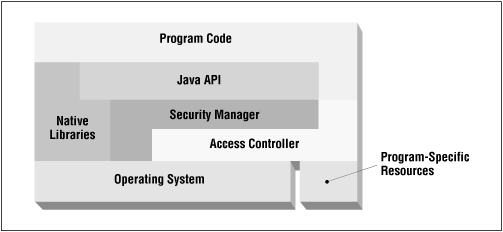 Program Code
Java API
Security Manager
Native
Libraries
Access Controller
Program-Specific
Resources
Operating System